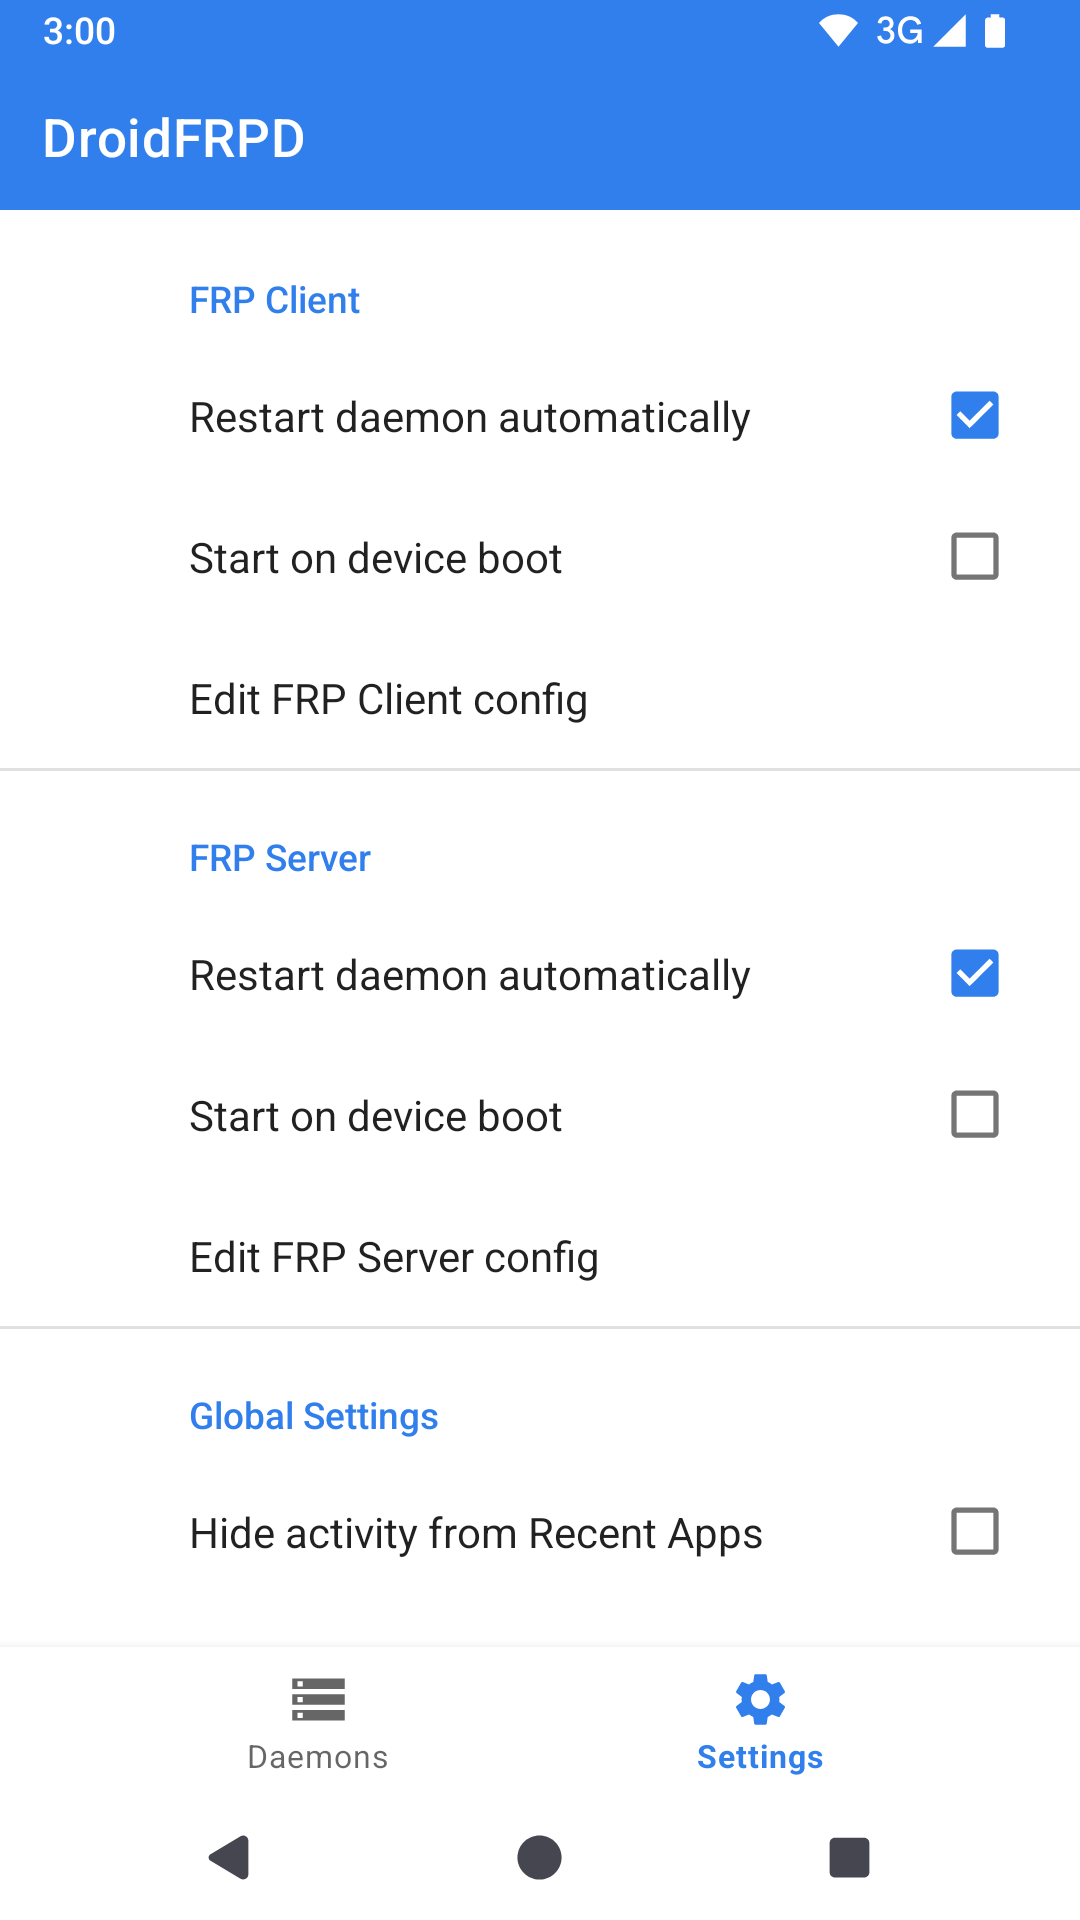 3:00
3G
DroidFRPD
FRP Client
Restart daemon automatically
Start on device boot
Edit FRP Client config
FRP Server
Restart daemon automatically
Start on device boot
Edit FRP Server config
Global Settings
Hide activity from Recent Apps
Daemons
Settings